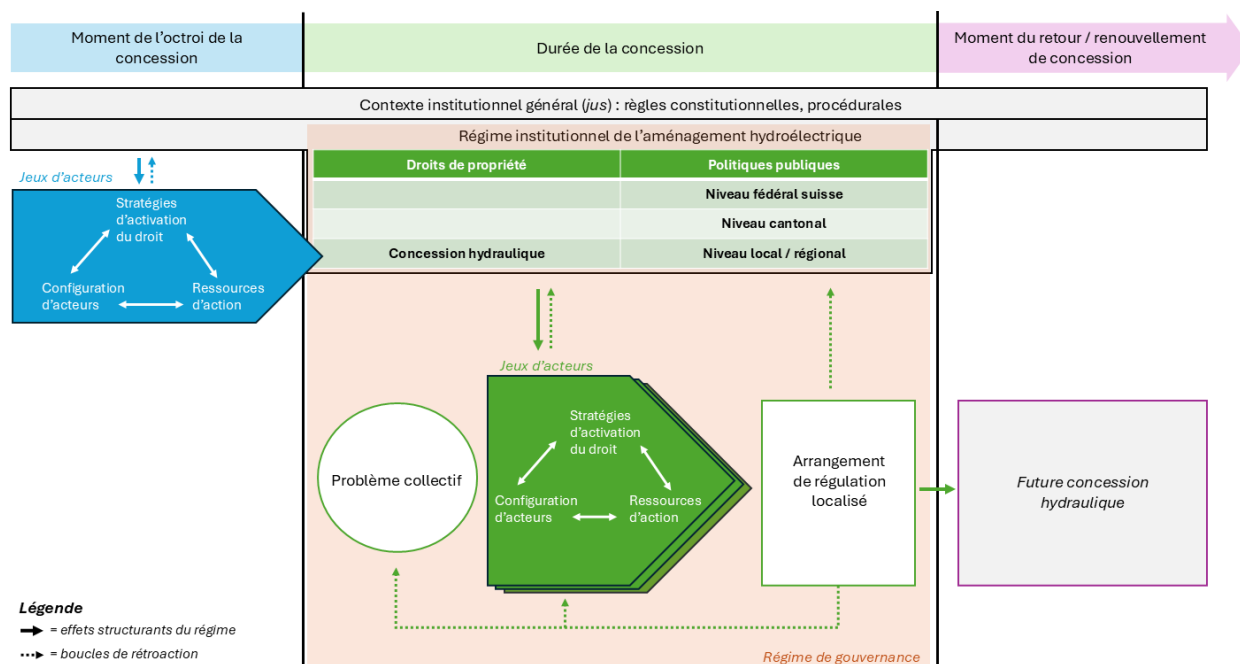 Moment de l'octroi de la
concession
Durée de la concession
Moment du retour / renouvellement
de concession
Contexte institutionnel général (jus) : règles constitutionnelles, procédurales
Régime institutionnel de l'aménagement hydroélectrique
Droits de propriété
Politiques publiques
Niveau fédéral suisse
Niveau cantonal
Concession hydraulique
Niveau local / régional
Jeux d'acteurs
Stratégies
d'activation
du droit
Configuration
d'acteurs
Ressources
d'action
Jeux d'acteurs
Problème collectif
Stratégies
d'activation
du droit
Configuration
d'acteurs
Ressources
d'action
Arrangement
de régulation
localisé
Future concession
hydraulique
Légende
= effets structurants du régime
= boucles de rétroaction
Régime de gouvernance